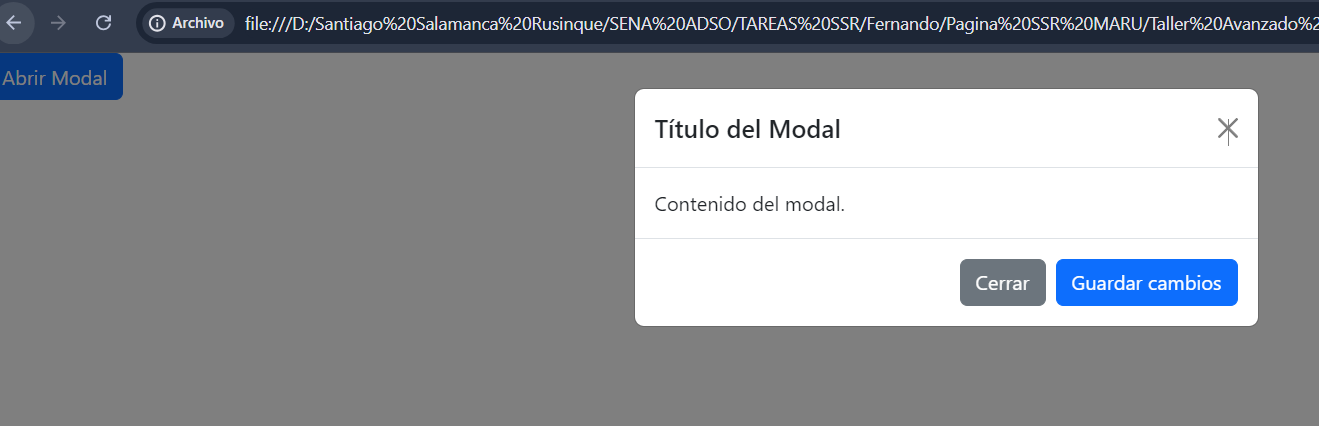 Archivo file:///D:/Santiago%20Salamanca%20Rusinque/SENA%20ADSO/TAREAS%20SSR/Fernando/Pagina%20SSR%20MARU/Taller%20Avanzado%2
Abrir Modal
Título del Modal
Contenido del modal.
Cerrar Guardar cambios